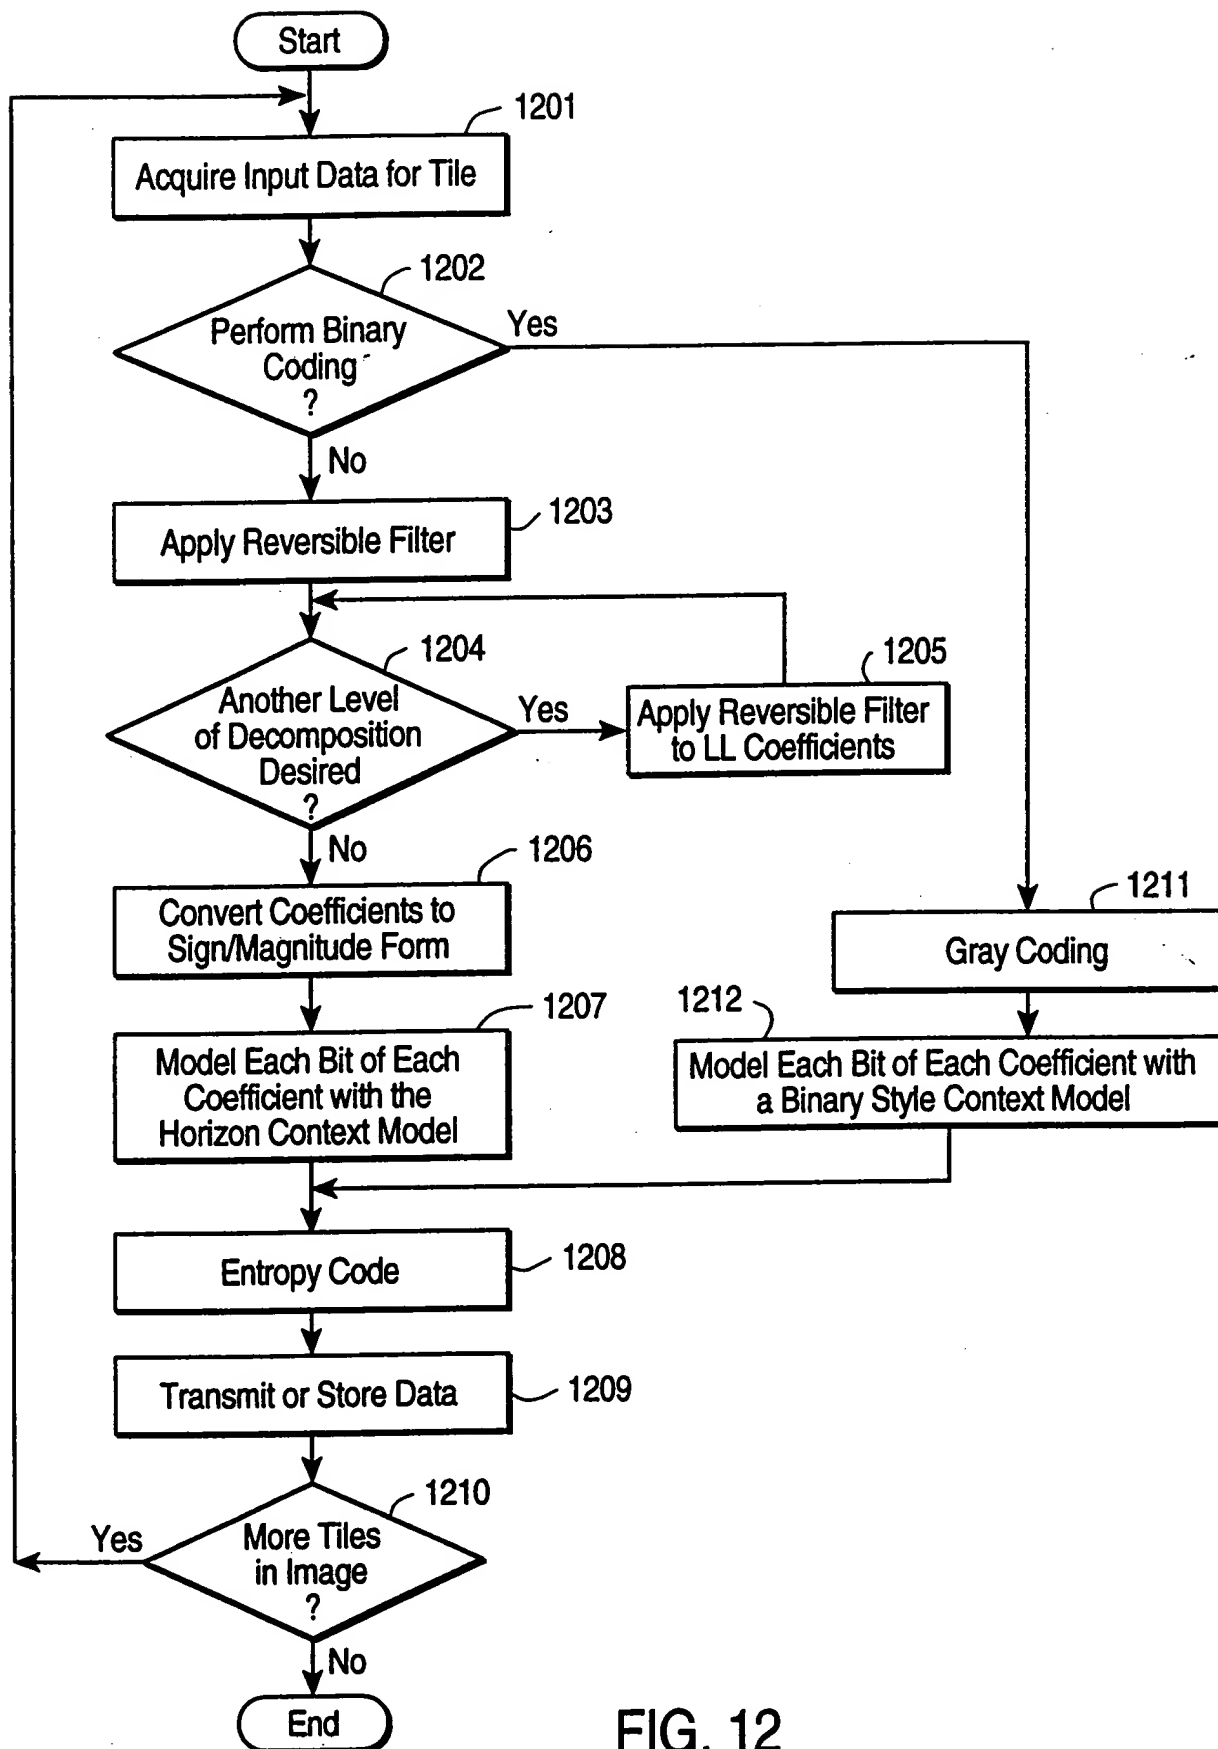 Start
1201
Acquire Input Data for Tile
1202
Perform Binary
Coding
?
Yes
No
1203
Apply Reversible Filter
1204
Another Level
of Decomposition
Desired
?
Yes
1205
Apply Reversible Filter
to LL Coefficients
No
1206
Convert Coefficients to
Sign/Magnitude Form
1211
Gray Coding
1207
Model Each Bit of Each
Coefficient with the
Horizon Context Model
1212
Model Each Bit of Each Coefficient with
a Binary Style Context Model
1208
Entropy Code
1209
Transmit or Store Data
1210
More Tiles
in Image
?
Yes
No
End
FIG. 12